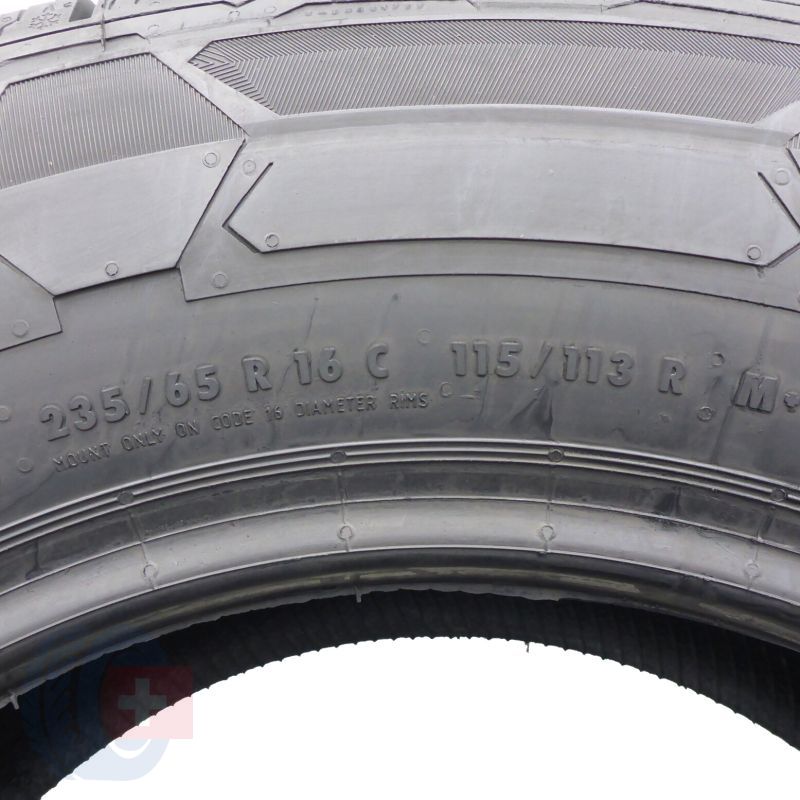 235/65 R 16 C 115/113 R M+
MOUNT ONLY ON CODE 16 DIAMETER RIMS